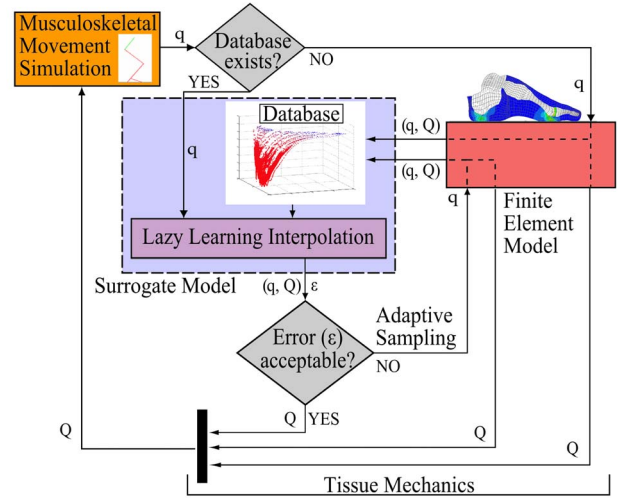 Musculoskeletal
Movement
Simulation
q
Database
exists?
NO
YES
q
q
Database
(q, Q)
(q, Q)
q
Finite
Element
Model
Lazy Learning Interpolation
Surrogate Model
(q, Q) ε
Adaptive
Sampling
Error (ε)
acceptable?
NO
Q YES
Q
Q
Q
Tissue Mechanics